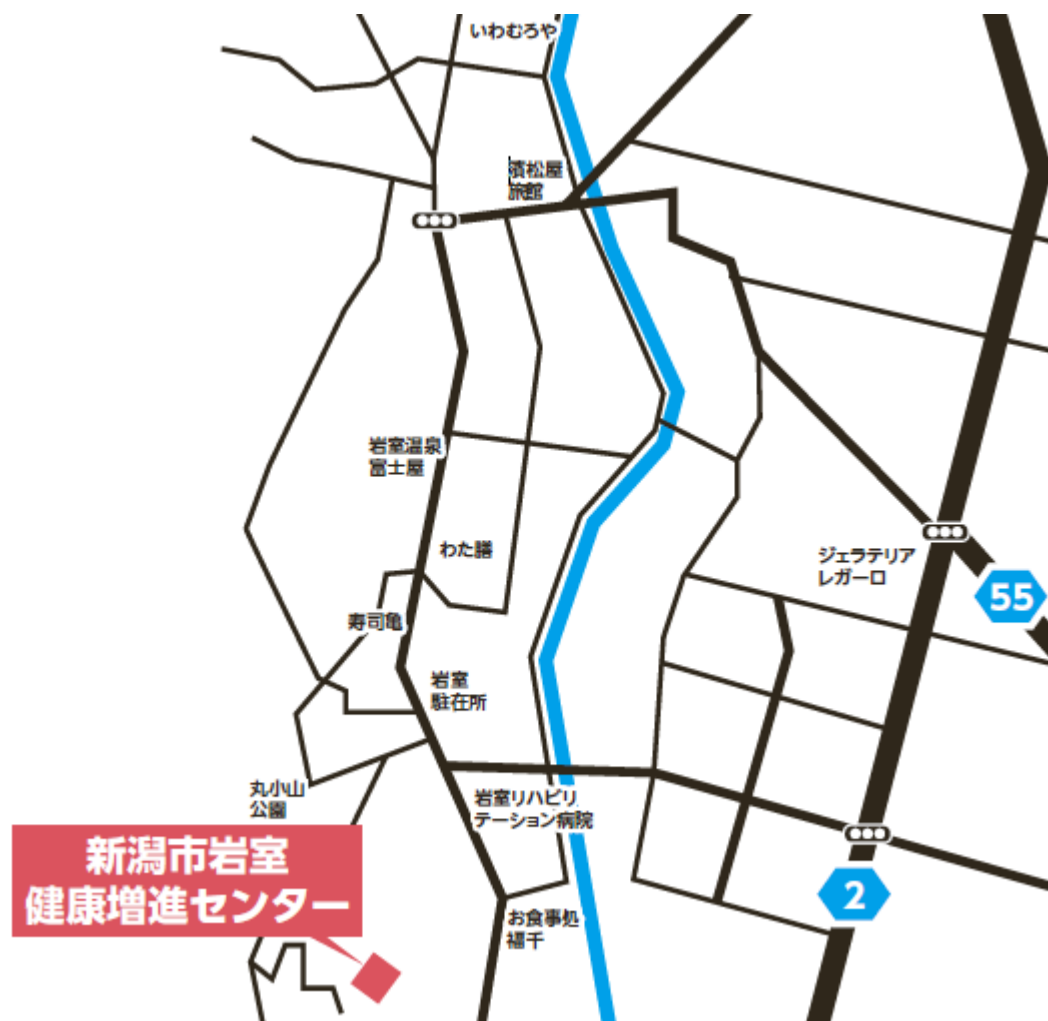 いわむろや
濱松屋
旅館
岩室温泉
富士屋
わた膳
ジェラテリア
レガーロ
55
寿司亀
岩室
駐在所
丸小山
公園
岩室リハビリ
テーション病院
新潟市岩室
健康増進センター
2
お食事処
福千